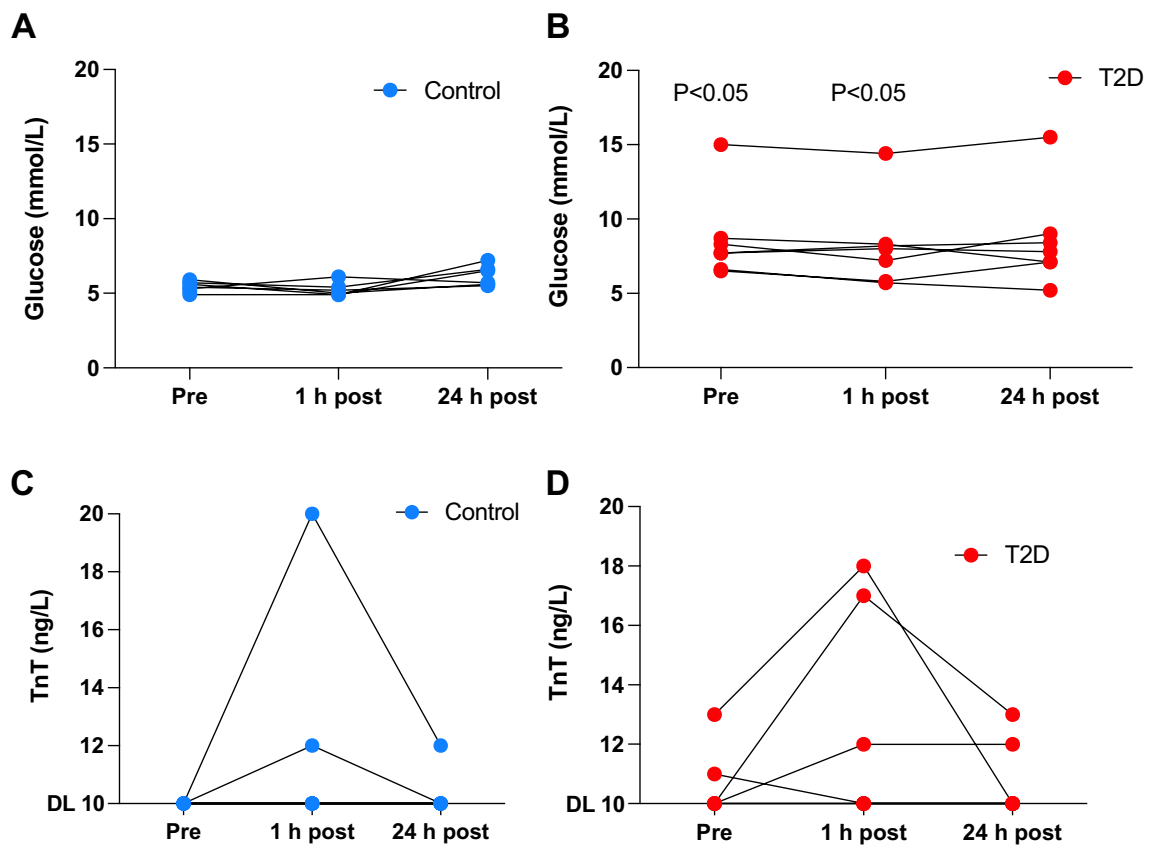 A
Glucose (mmol/L)
20
15
10
5
0
Control
Pre
1 h post
24 h post
B
Glucose (mmol/L)
20
15
10
5
0
P<0.05
P<0.05
T2D
Pre
1 h post
24 h post
C
TnT (ng/L)
20
18
16
14
12
DL 10
Control
Pre
1 h post
24 h post
D
TnT (ng/L)
20
18
16
14
12
DL 10
T2D
Pre
1 h post
24 h post